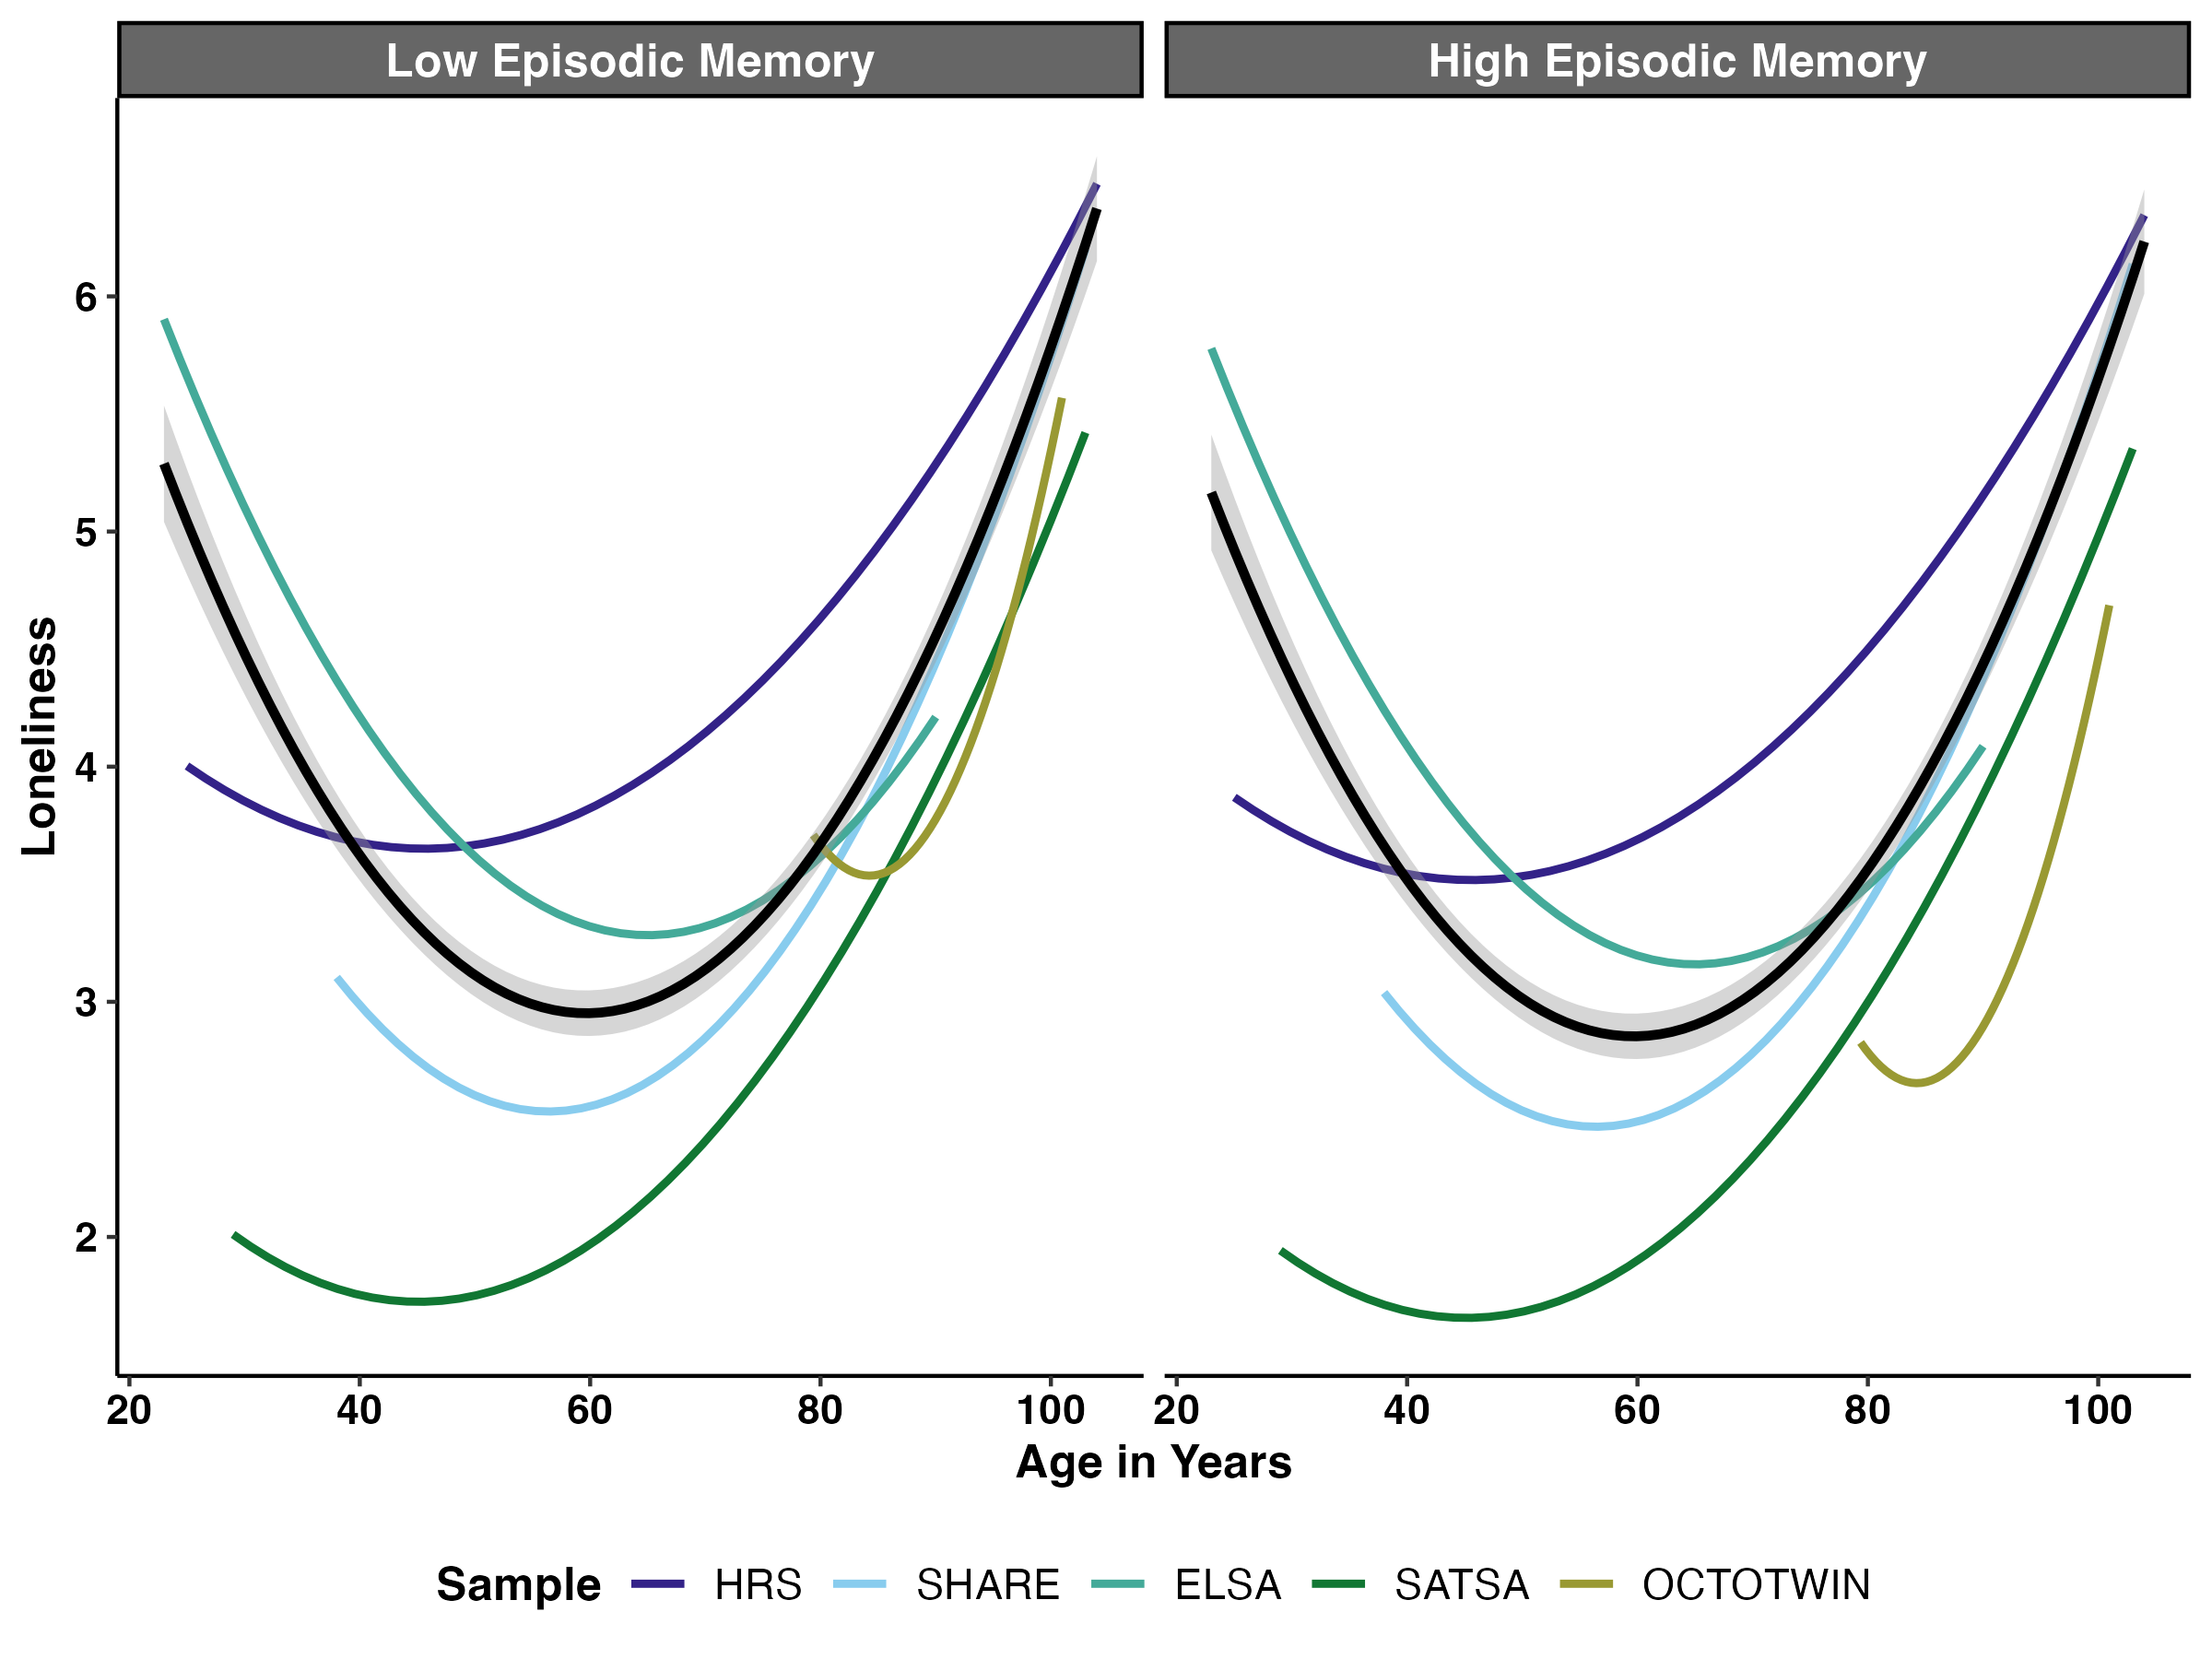 Low Episodic Memory
High Episodic Memory
Loneliness
6
5
4
3
2
20 40 60 80 100
20 40 60 80 100
Age in Years
Sample HRS SHARE ELSA SATSA OCTOTWIN